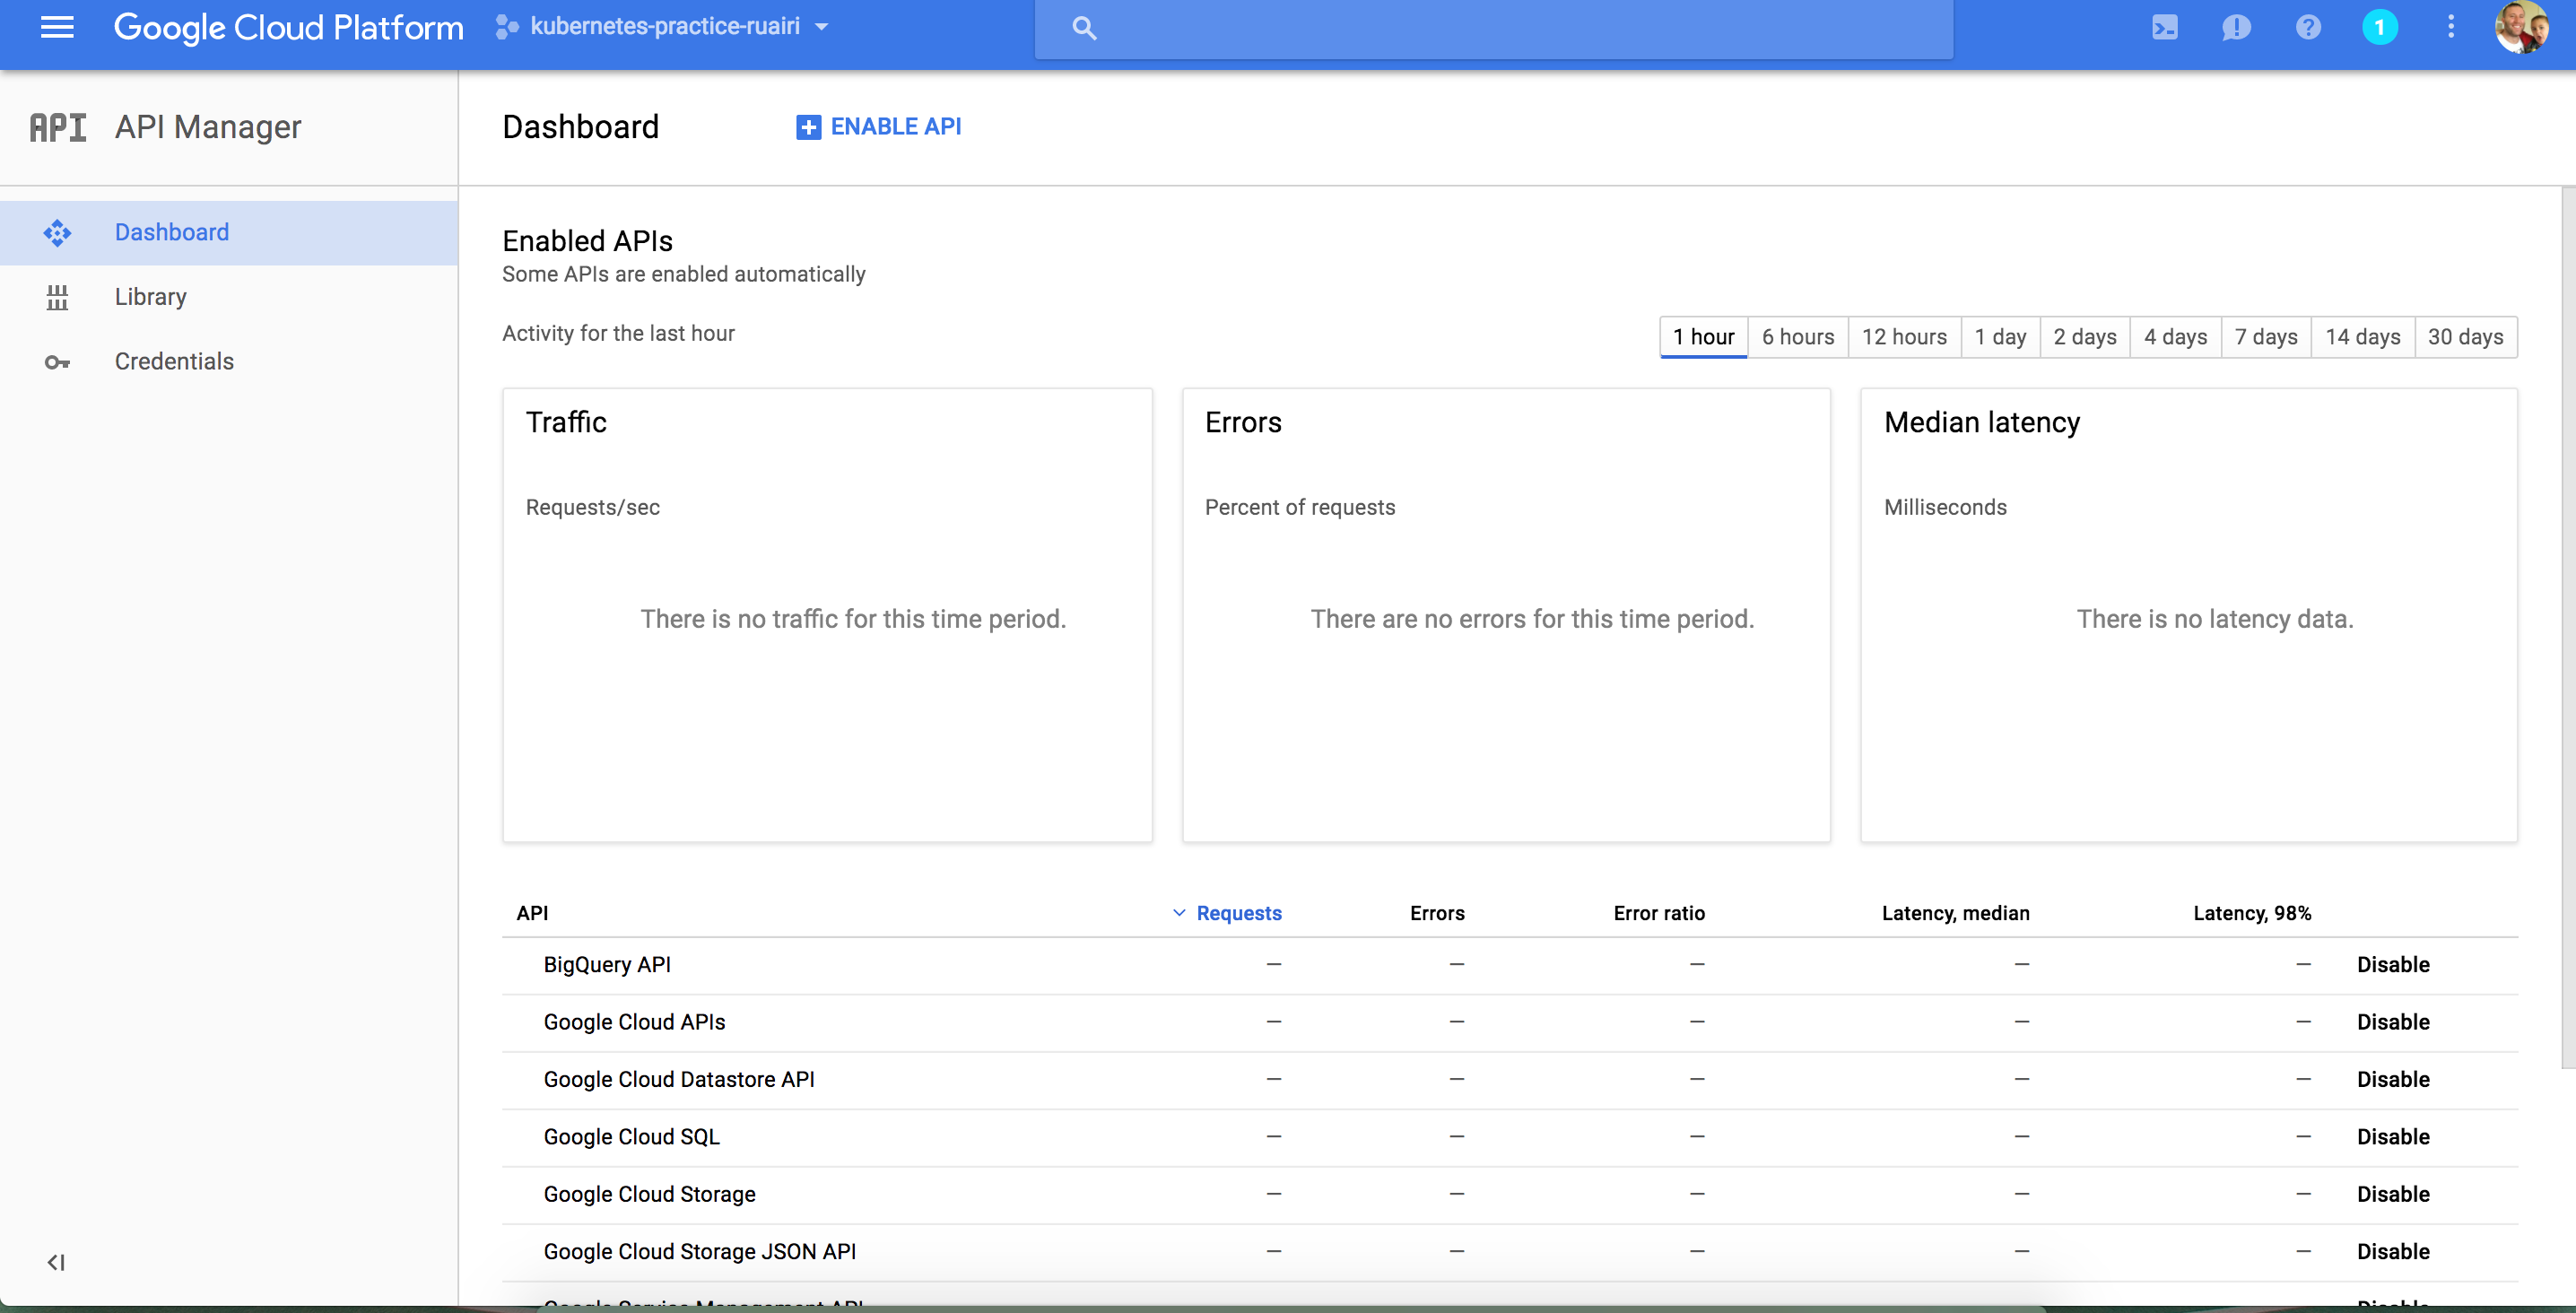 Google Cloud Platform kubernetes-practice-ruairi 1
API API Manager Dashboard ENABLE API
Dashboard
Library
Credentials
Enabled APIs
Some APIs are enabled automatically
Activity for the last hour
1 hour 6 hours 12 hours 1 day 2 days 4 days 7 days 14 days 30 days
Traffic
Requests/sec
There is no traffic for this time period.
Errors
Percent of requests
There are no errors for this time period.
Median latency
Milliseconds
There is no latency data.
API Requests Errors Error ratio Latency, median Latency, 98%
BigQuery API — — — — — Disable
Google Cloud APIs — — — — — Disable
Google Cloud Datastore API — — — — — Disable
Google Cloud SQL — — — — — Disable
Google Cloud Storage — — — — — Disable
Google Cloud Storage JSON API — — — — — Disable
Google Service Management API Disable